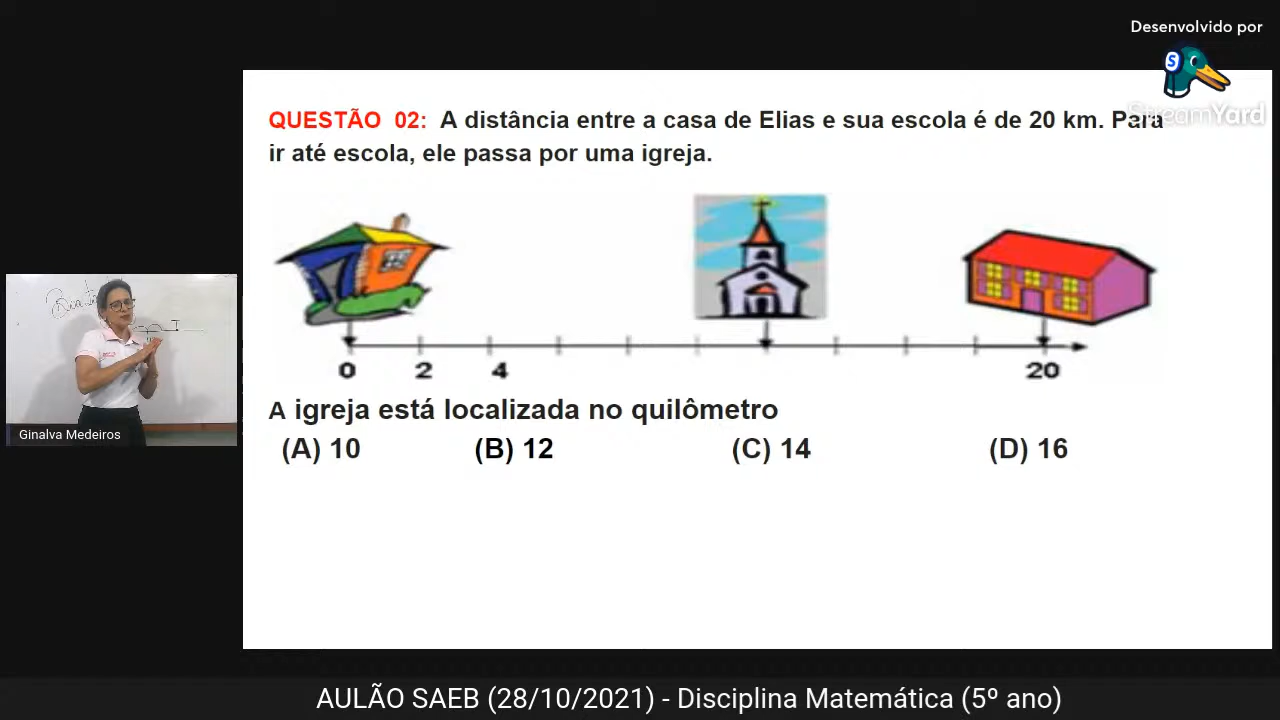 Desenvolvido por
StreamYard
QUESTÃO 02: A distância entre a casa de Elias e sua escola é de 20 km. Para
ir até escola, ele passa por uma igreja.
0 2 4 20
A igreja está localizada no quilômetro
(A) 10 (B) 12 (C) 14 (D) 16
Ginalva Medeiros
AULÃO SAEB (28/10/2021) - Disciplina Matemática (5º ano)